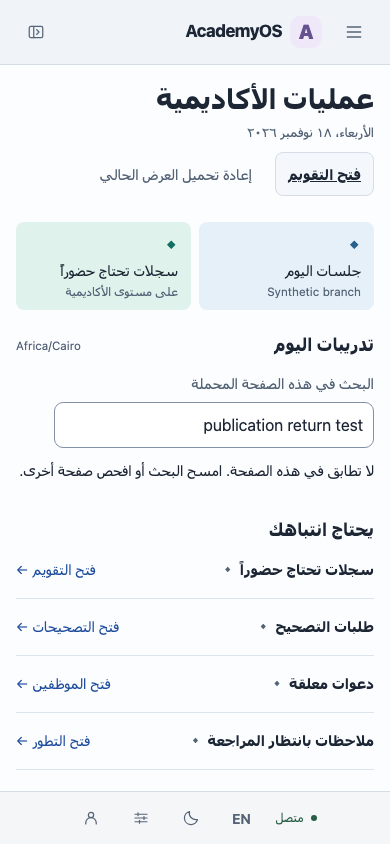 A AcademyOS
عمليات الأكاديمية
الأربعاء، ١٨ نوفمبر ٢٠٢٦
فتح التقويم
إعادة تحميل العرض الحالي
جلسات اليوم
Synthetic branch
سجلات تحتاج حضوراً
على مستوى الأكاديمية
تدريبات اليوم
Africa/Cairo
البحث في هذه الصفحة المحملة
publication return test
لا تطابق في هذه الصفحة. امسح البحث أو افحص صفحة أخرى.
يحتاج انتباهك
سجلات تحتاج حضوراً
فتح التقويم ←
طلبات التصحيح
فتح التصحيحات ←
دعوات معلقة
فتح الموظفين ←
ملاحظات بانتظار المراجعة
فتح التطور ←
متصل
EN